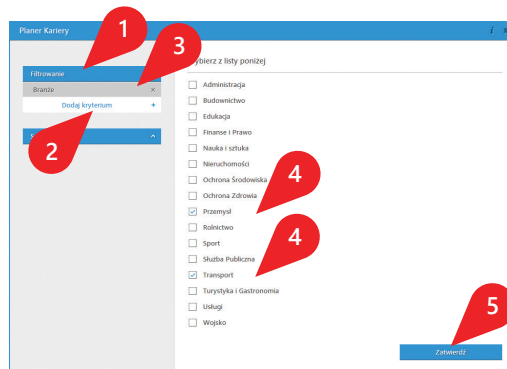 Planer Kariery
i
1
3
ybierz z listy poniżej
Filtrowanie
Branże ×
Dodaj kryterium +
2
Administracja
Budownictwo
Edukacja
Finanse i Prawo
Nauka i sztuka
Nieruchomości
Ochrona Środowiska
4
Ochrona Zdrowia
Przemysł
Rolnictwo
4
Sport
Służba Publiczna
Transport
Turystyka i Gastronomia
Usługi
5
Wojsko
Zatwierdź